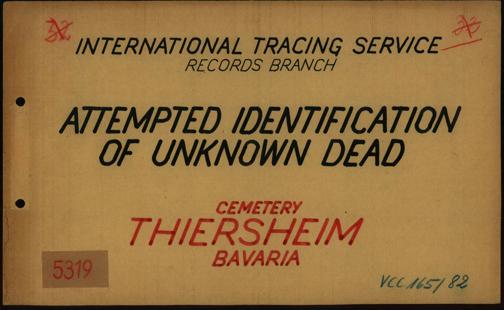 INTERNATIONAL TRACING SERVICE
RECORDS BRANCH
ATTEMPTED IDENTIFICATION
OF UNKNOWN DEAD
CEMETERY
THIERSHEIM
BAVARIA
5319
VCC 165/82